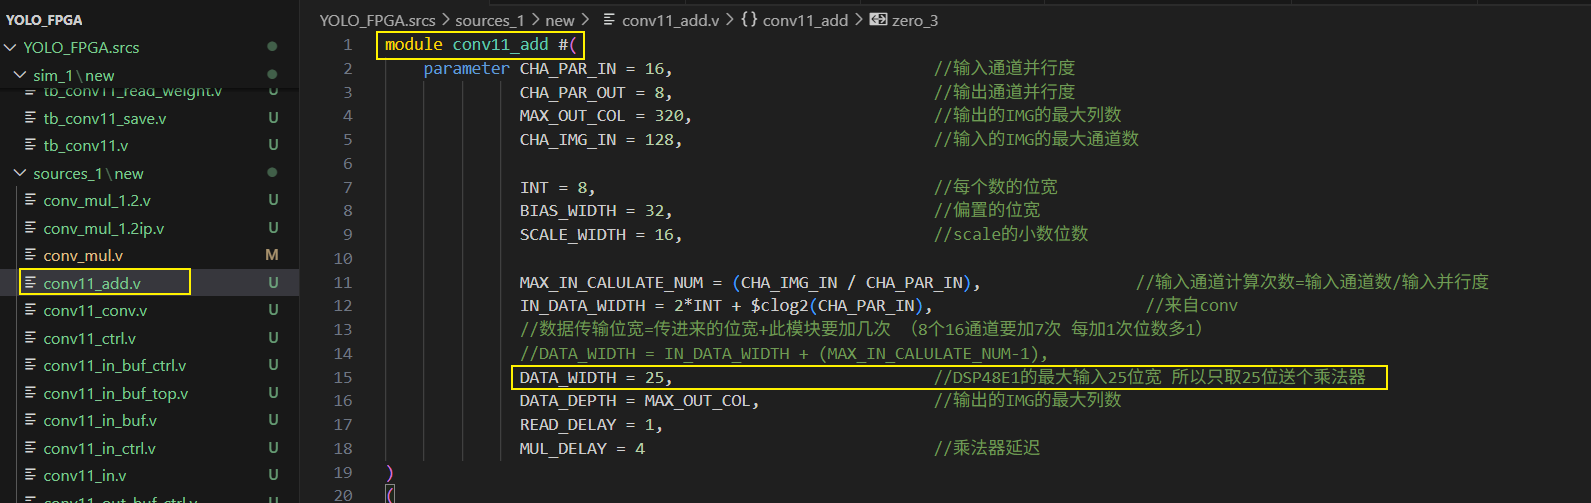 YOLO_FPGA
YOLO_FPGA.srcs
sim_1\new
tb_conv11_read_weight.v U
tb_conv11_save.v U
tb_conv11.v U
sources_1\new
conv_mul_1.2.v U
conv_mul_1.2ip.v U
conv_mul.v M
conv11_add.v U
conv11_conv.v U
conv11_ctrl.v U
conv11_in_buf_ctrl.v U
conv11_in_buf_top.v U
conv11_in_buf.v U
conv11_in_ctrl.v U
conv11_in.v U
conv11_out_buf_ctrl.v U
YOLO_FPGA.srcs > sources_1 > new > conv11_add.v > {} conv11_add > zero_3
1 module conv11_add #(
2 parameter CHA_PAR_IN = 16, //输入通道并行度
3 CHA_PAR_OUT = 8, //输出通道并行度
4 MAX_OUT_COL = 320, //输出的IMG的最大列数
5 CHA_IMG_IN = 128, //输入的IMG的最大通道数
6
7 INT = 8, //每个数的位宽
8 BIAS_WIDTH = 32, //偏置的位宽
9 SCALE_WIDTH = 16, //scale的小数位数
10
11 MAX_IN_CALULATE_NUM = (CHA_IMG_IN / CHA_PAR_IN), //输入通道计算次数=输入通道数/输入并行度
12 IN_DATA_WIDTH = 2*INT + $clog2(CHA_PAR_IN), //来自conv
13 //数据传输位宽=传进来的位宽+此模块要加几次 （8个16通道要加7次 每加1次位数多1）
14 //DATA_WIDTH = IN_DATA_WIDTH + (MAX_IN_CALULATE_NUM-1),
15 DATA_WIDTH = 25, //DSP48E1的最大输入25位宽 所以只取25位送个乘法器
16 DATA_DEPTH = MAX_OUT_COL, //输出的IMG的最大列数
17 READ_DELAY = 1,
18 MUL_DELAY = 4 //乘法器延迟
19 )
20 (